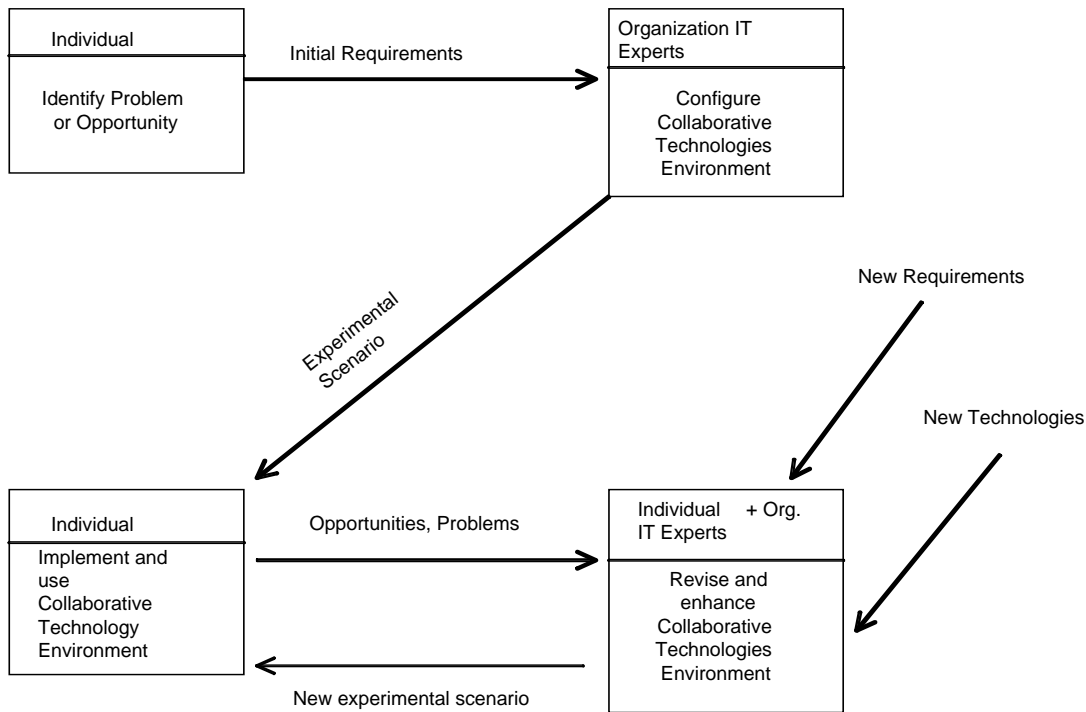 Individual
Identify Problem
or Opportunity
Initial Requirements
Organization IT
Experts
Configure
Collaborative
Technologies
Environment
Experimental
Scenario
New Requirements
New Technologies
Individual
Implement and
use
Collaborative
Technology
Environment
Opportunities, Problems
New experimental scenario
Individual + Org.
IT Experts
Revise and
enhance
Collaborative
Technologies
Environment